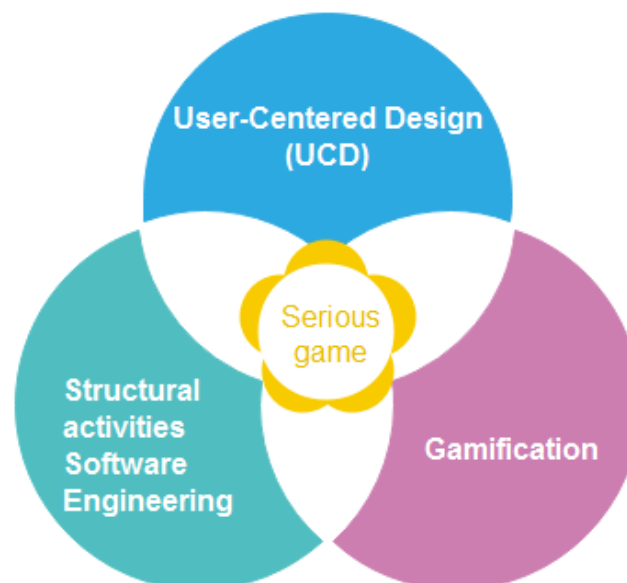 User-Centered Design
(UCD)
Serious
game
Structural
activities
Software
Engineering
Gamification